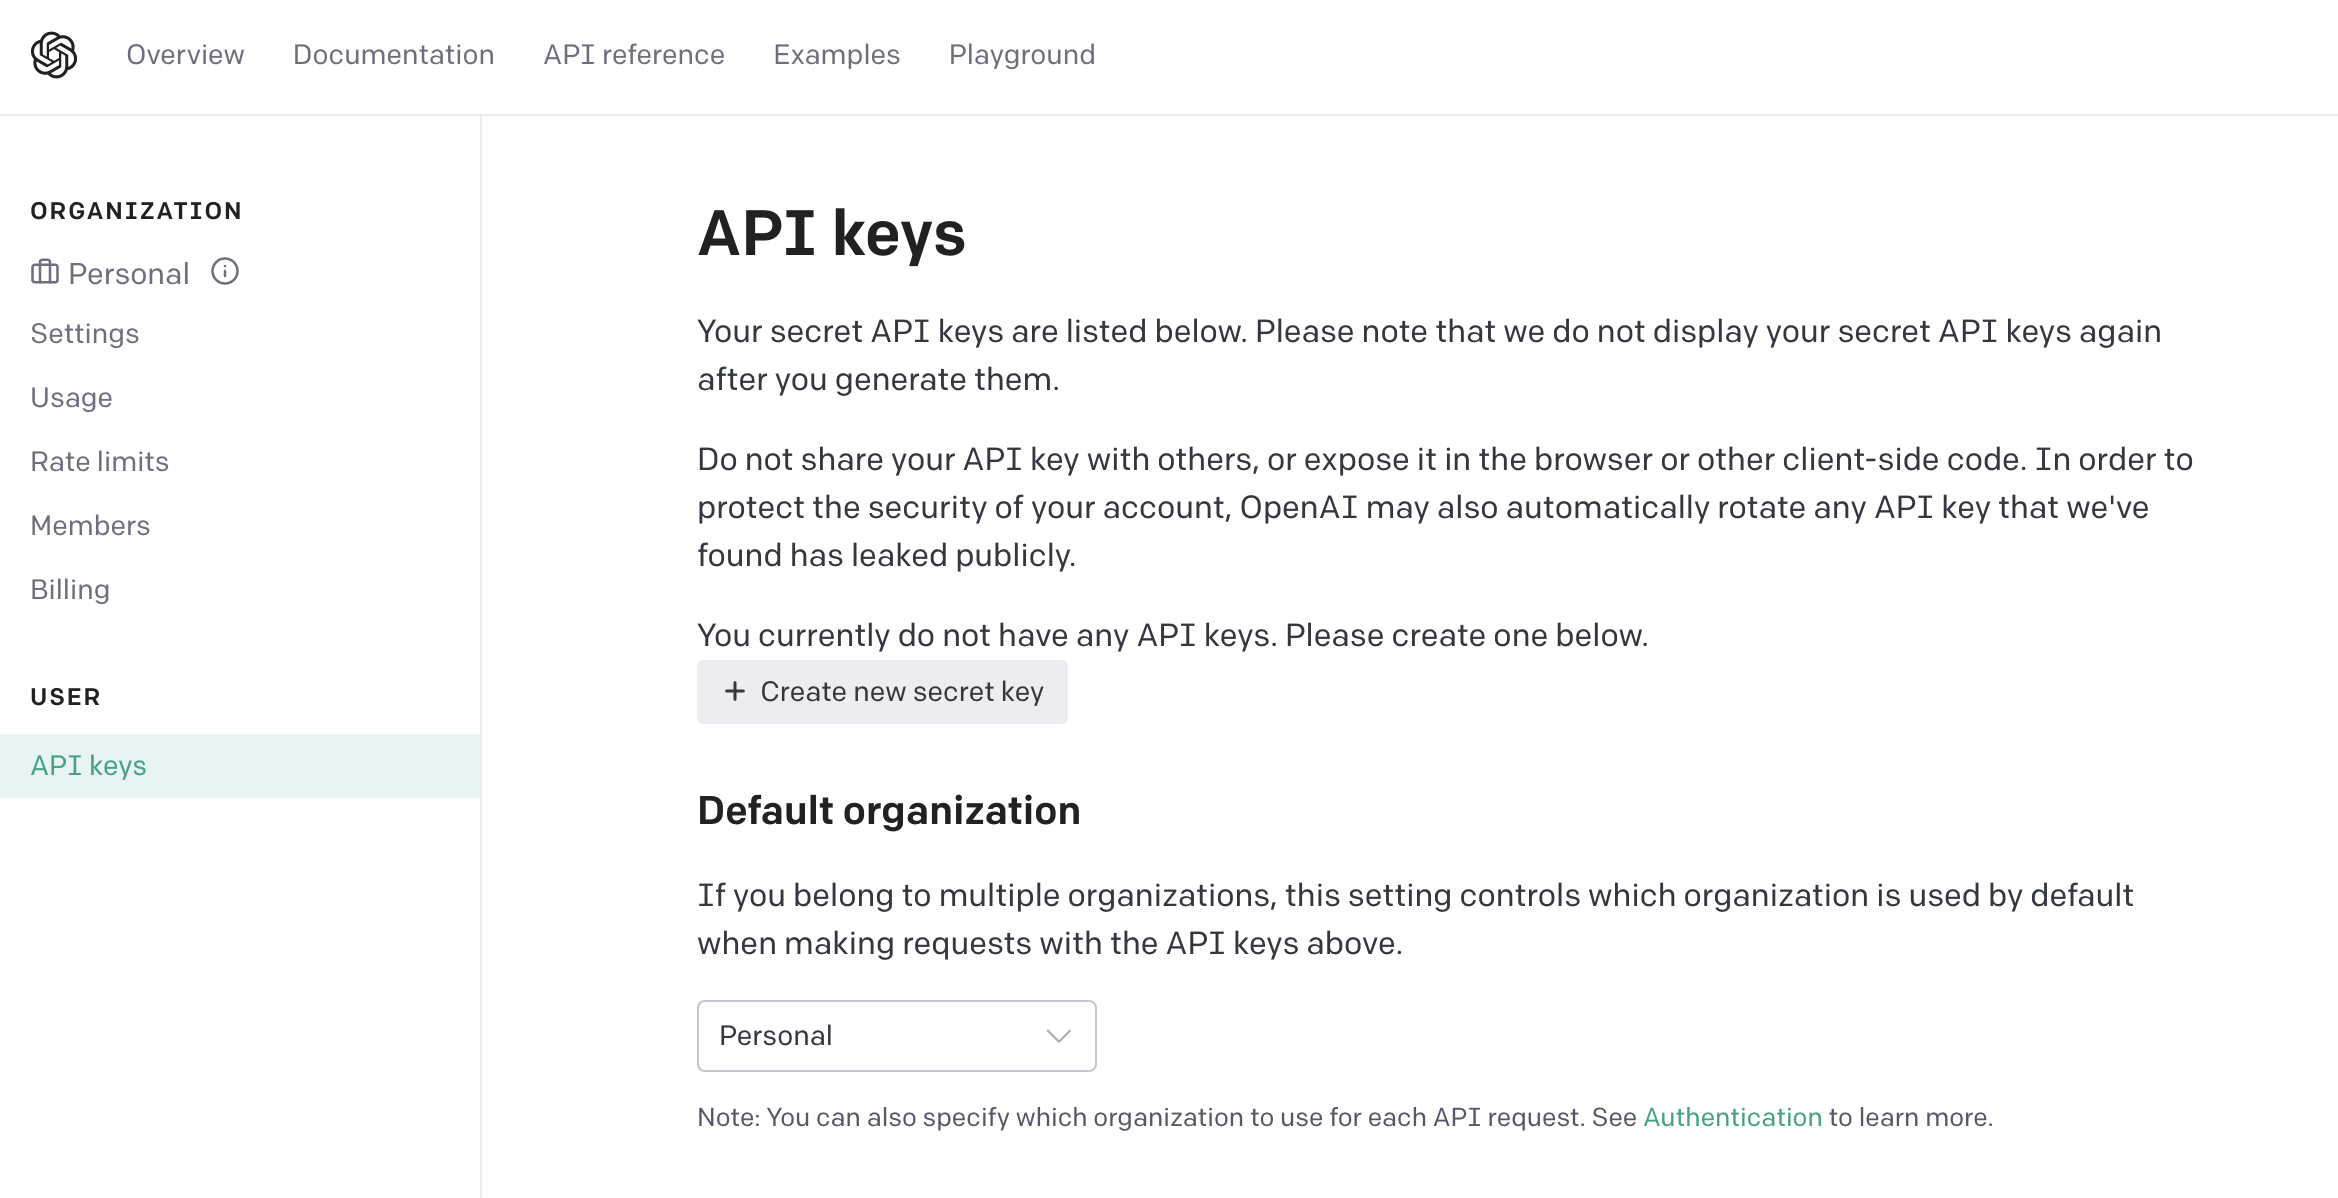 Overview Documentation API reference Examples Playground
ORGANIZATION
Personal
Settings
Usage
Rate limits
Members
Billing
USER
API keys
API keys
Your secret API keys are listed below. Please note that we do not display your secret API keys again
after you generate them.
Do not share your API key with others, or expose it in the browser or other client-side code. In order to
protect the security of your account, OpenAI may also automatically rotate any API key that we've
found has leaked publicly.
You currently do not have any API keys. Please create one below.
+ Create new secret key
Default organization
If you belong to multiple organizations, this setting controls which organization is used by default
when making requests with the API keys above.
Personal
Note: You can also specify which organization to use for each API request. See Authentication to learn more.